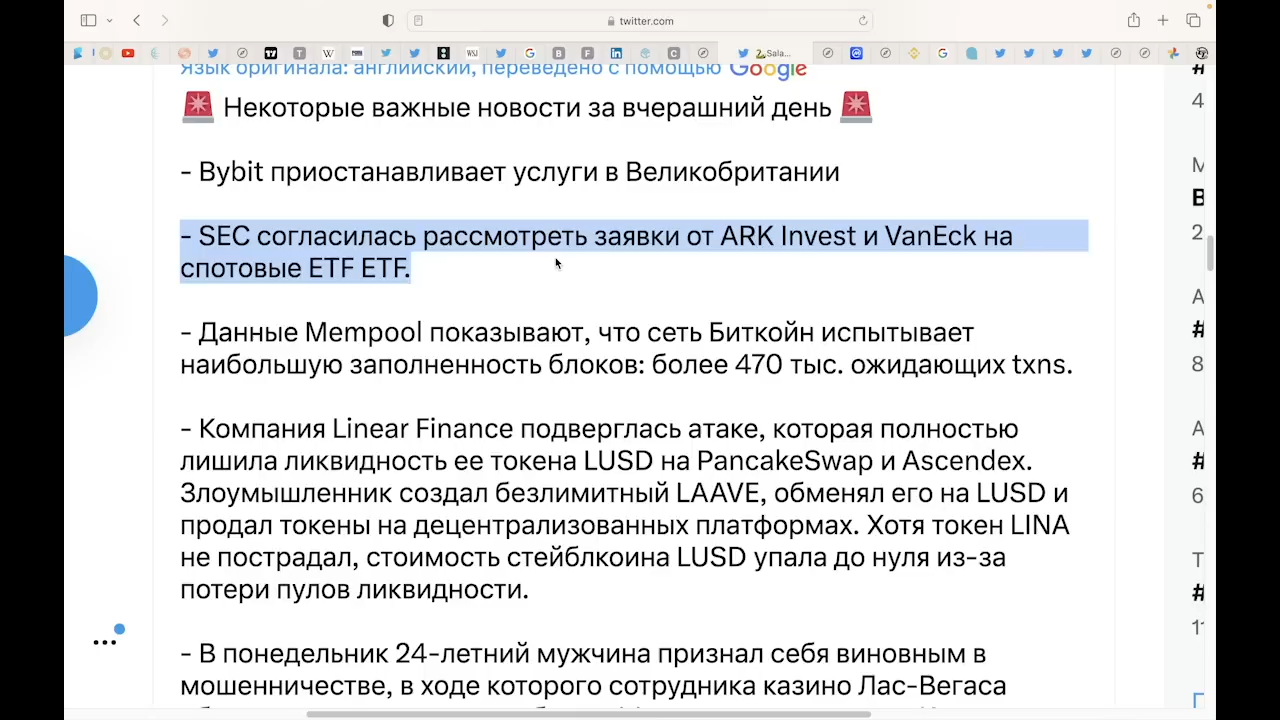 twitter.com
Sala...
Язык оригинала: английский, переведено с помощью Google
Некоторые важные новости за вчерашний день
- Bybit приостанавливает услуги в Великобритании
- SEC согласилась рассмотреть заявки от ARK Invest и VanEck на
спотовые ETF ETF.
- Данные Mempool показывают, что сеть Биткойн испытывает
наибольшую заполненность блоков: более 470 тыс. ожидающих txns.
- Компания Linear Finance подверглась атаке, которая полностью
лишила ликвидность ее токена LUSD на PancakeSwap и Ascendex.
Злоумышленник создал безлимитный LAAVE, обменял его на LUSD и
продал токены на децентрализованных платформах. Хотя токен LINA
не пострадал, стоимость стейблкоина LUSD упала до нуля из-за
потери пулов ликвидности.
- В понедельник 24-летний мужчина признал себя виновным в
мошенничестве, в ходе которого сотрудника казино Лас-Вегаса